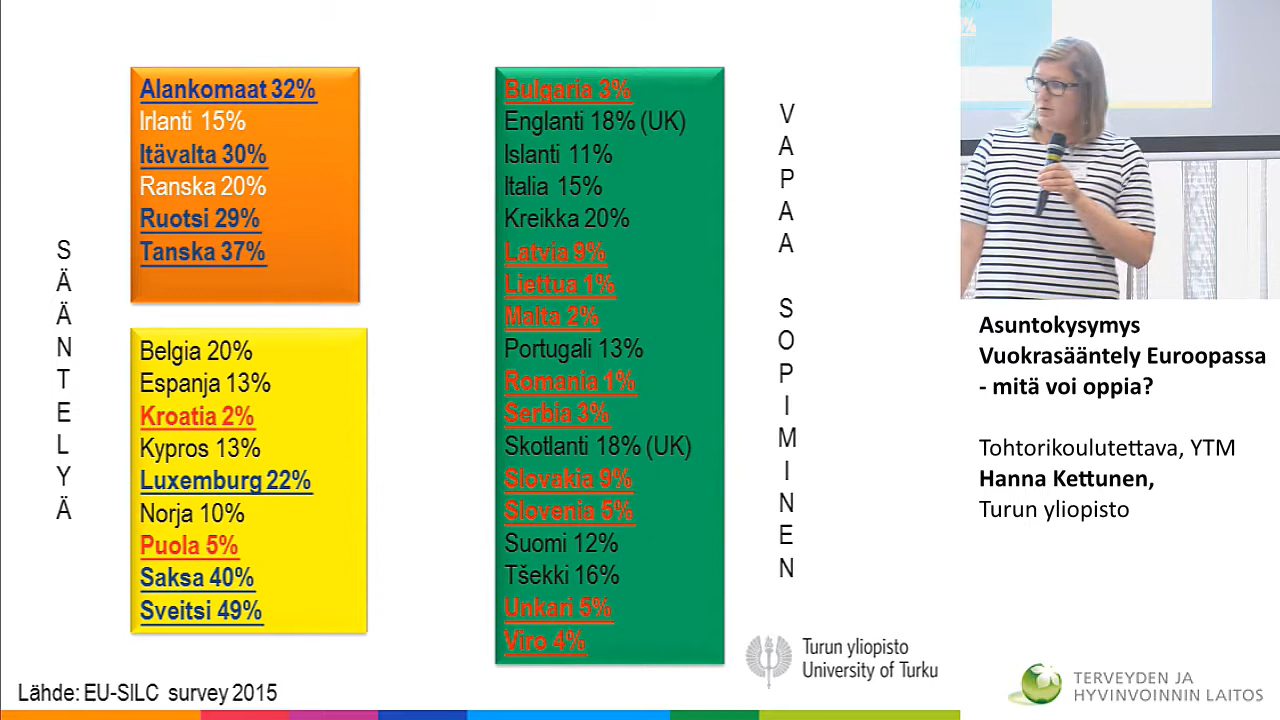 SÄÄNTELYÄ
Alankomaat 32%
Irlanti 15%
Itävalta 30%
Ranska 20%
Ruotsi 29%
Tanska 37%
Belgia 20%
Espanja 13%
Kroatia 2%
Kypros 13%
Luxemburg 22%
Norja 10%
Puola 5%
Saksa 40%
Sveitsi 49%
Bulgaria 3%
Englanti 18% (UK)
Islanti 11%
Italia 15%
Kreikka 20%
Latvia 9%
Liettua 1%
Malta 2%
Portugali 13%
Romania 1%
Serbia 3%
Skotlanti 18% (UK)
Slovakia 9%
Slovenia 5%
Suomi 12%
Tšekki 16%
Unkari 5%
Viro 4%
VAPAA SOPIMINEN
Lähde: EU-SILC survey 2015
Turun yliopisto
University of Turku
Asuntokysymys
Vuokrasääntely Euroopassa
- mitä voi oppia?
Tohtorikoulutettava, YTM
Hanna Kettunen,
Turun yliopisto
TERVEYDEN JA
HYVINVOINNIN LAITOS